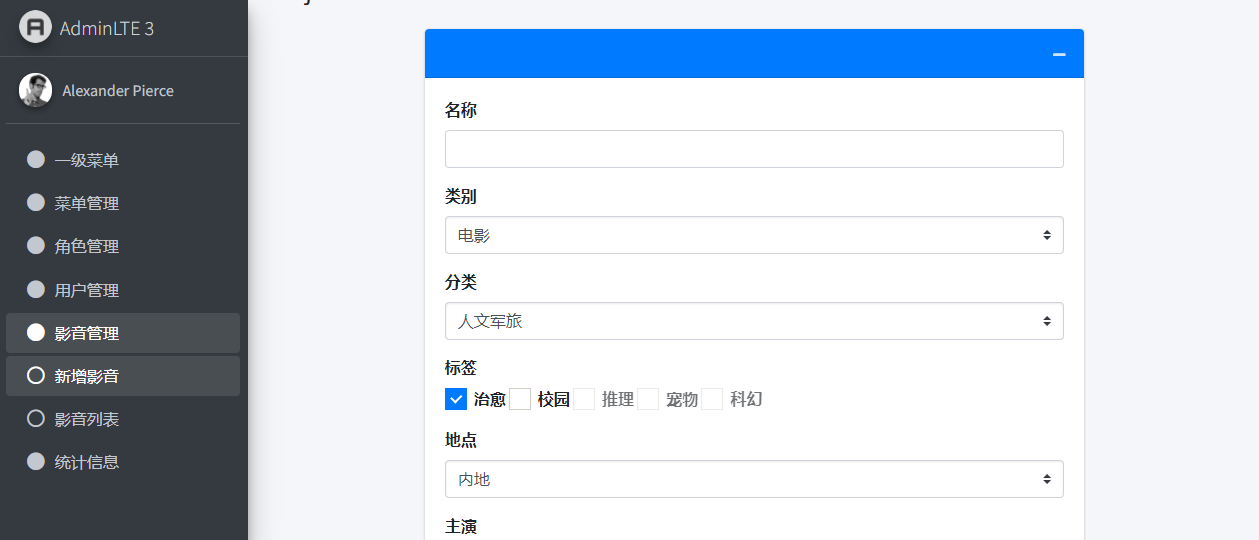 AdminLTE 3
Alexander Pierce
一级菜单
菜单管理
角色管理
用户管理
影音管理
新增影音
影音列表
统计信息
名称
类别
电影
分类
人文军旅
标签
治愈 校园 推理 宠物 科幻
地点
内地
主演